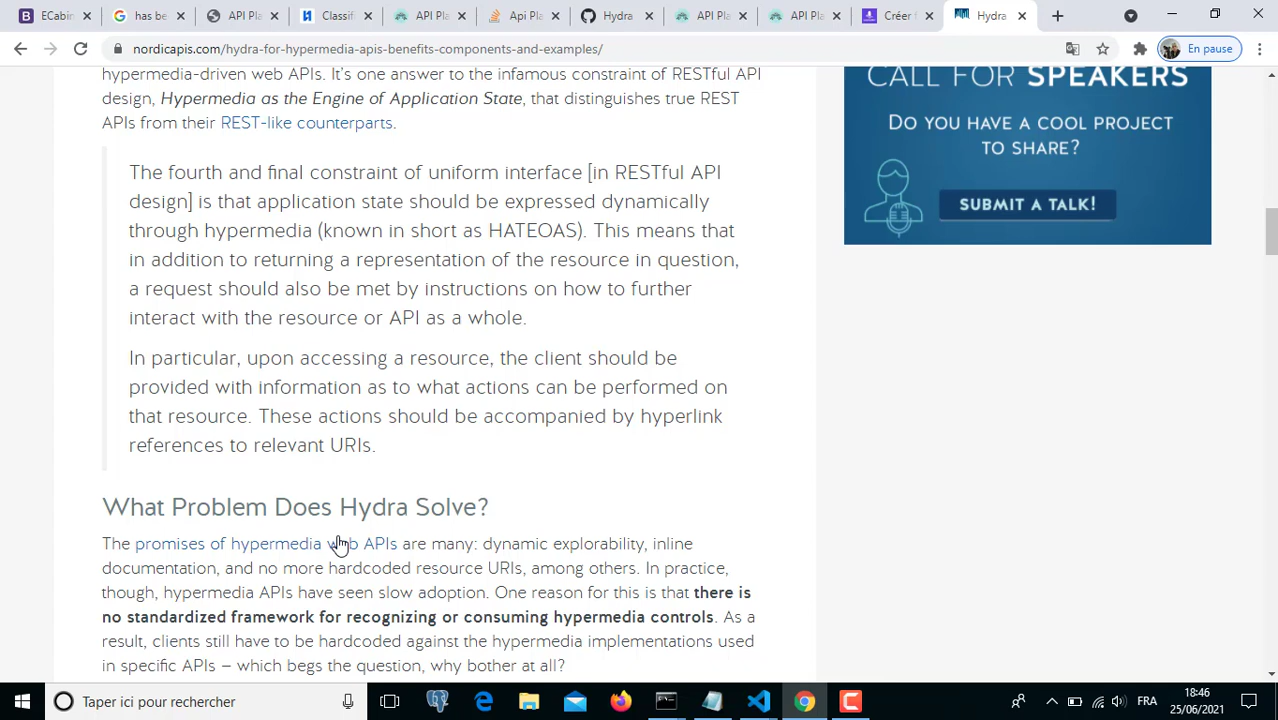 ECabin
has be
API Pl
Classif
API Pla
Api Pla
Hydra
API Pla
API Pla
Créer f
Hydra
nordicapis.com/hydra-for-hypermedia-apis-benefits-components-and-examples/
En pause
hypermedia-driven web APIs. It's one answer to the infamous constraint of RESTful API
design, Hypermedia as the Engine of Application State, that distinguishes true REST
APIs from their REST-like counterparts.
The fourth and final constraint of uniform interface [in RESTful API
design] is that application state should be expressed dynamically
through hypermedia (known in short as HATEOAS). This means that
in addition to returning a representation of the resource in question,
a request should also be met by instructions on how to further
interact with the resource or API as a whole.
In particular, upon accessing a resource, the client should be
provided with information as to what actions can be performed on
that resource. These actions should be accompanied by hyperlink
references to relevant URIs.
What Problem Does Hydra Solve?
The promises of hypermedia web APIs are many: dynamic explorability, inline
documentation, and no more hardcoded resource URIs, among others. In practice,
though, hypermedia APIs have seen slow adoption. One reason for this is that there is
no standardized framework for recognizing or consuming hypermedia controls. As a
result, clients still have to be hardcoded against the hypermedia implementations used
in specific APIs – which begs the question, why bother at all?
CALL FOR SPEAKERS
DO YOU HAVE A COOL PROJECT
TO SHARE?
SUBMIT A TALK!
Taper ici pour rechercher
FRA
18:46
25/06/2021